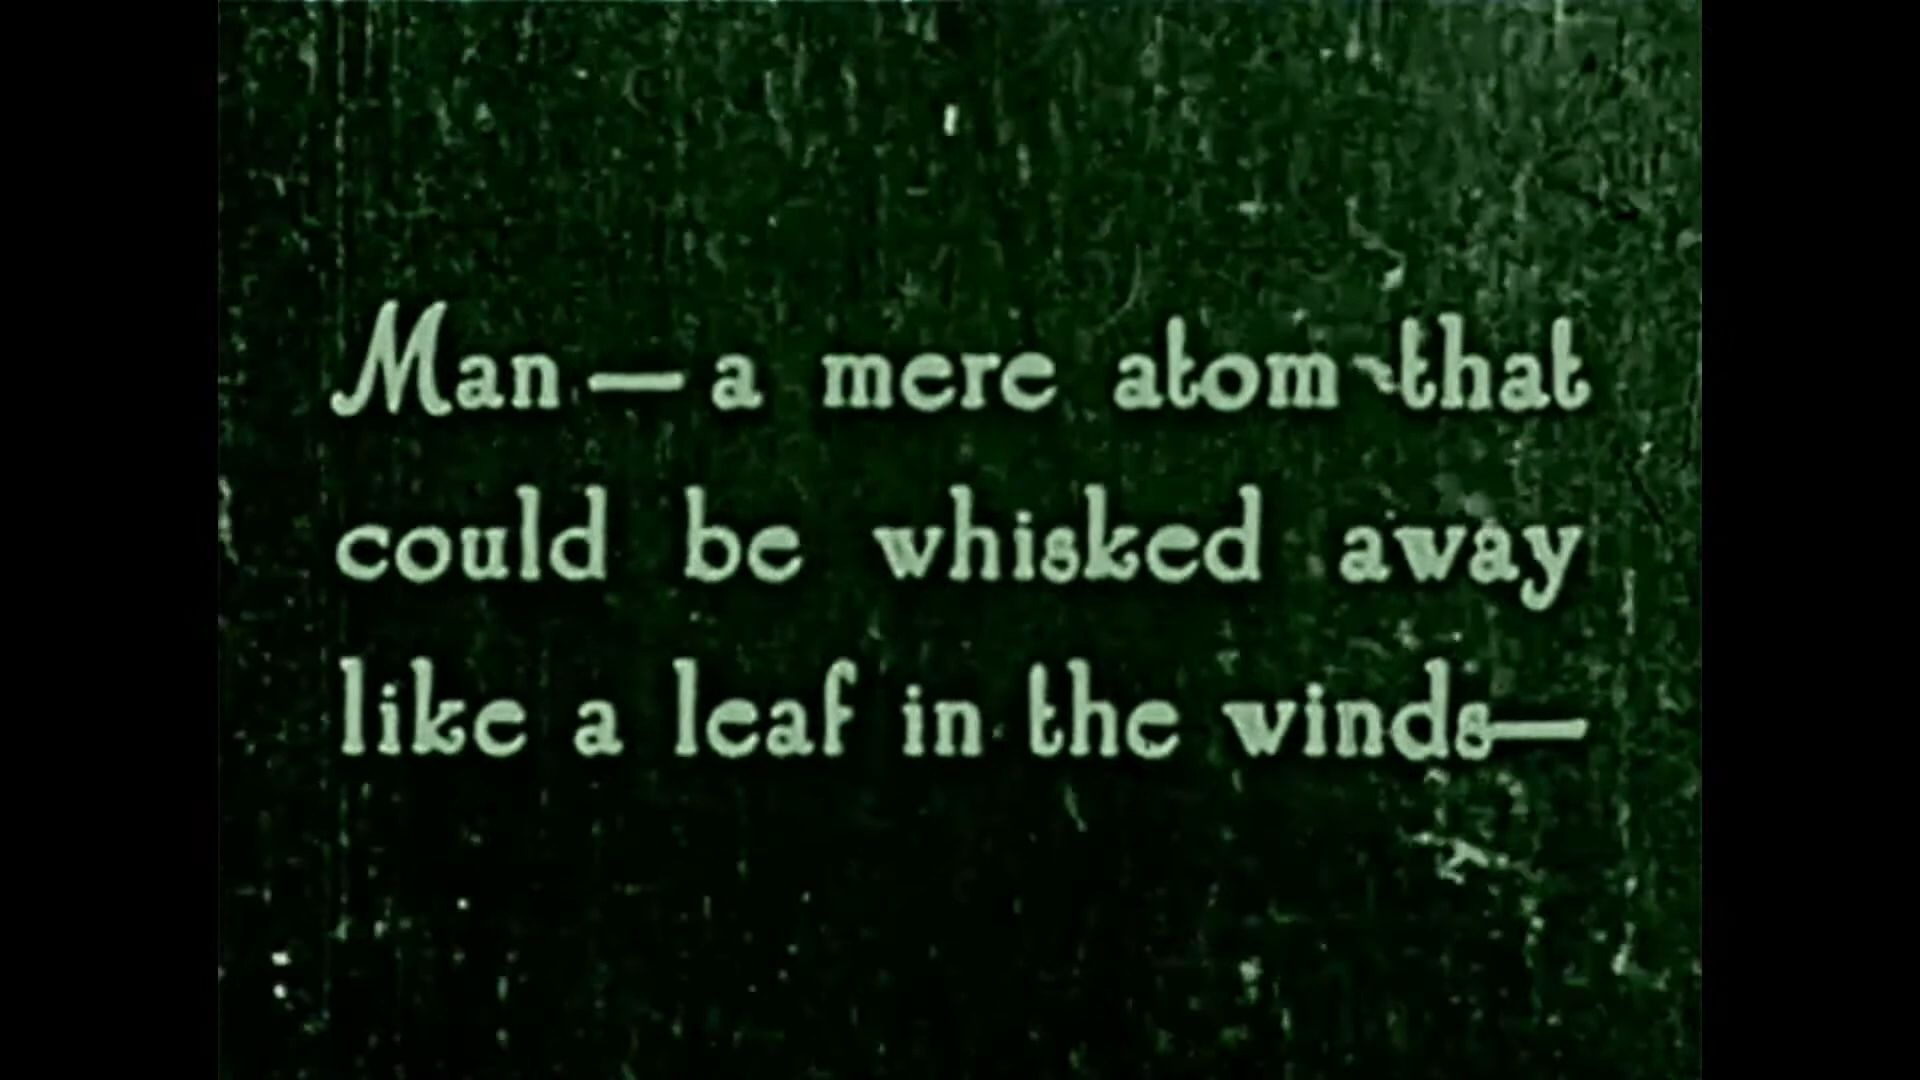 Man — a mere atom that
could be whisked away
like a leaf in the winds—